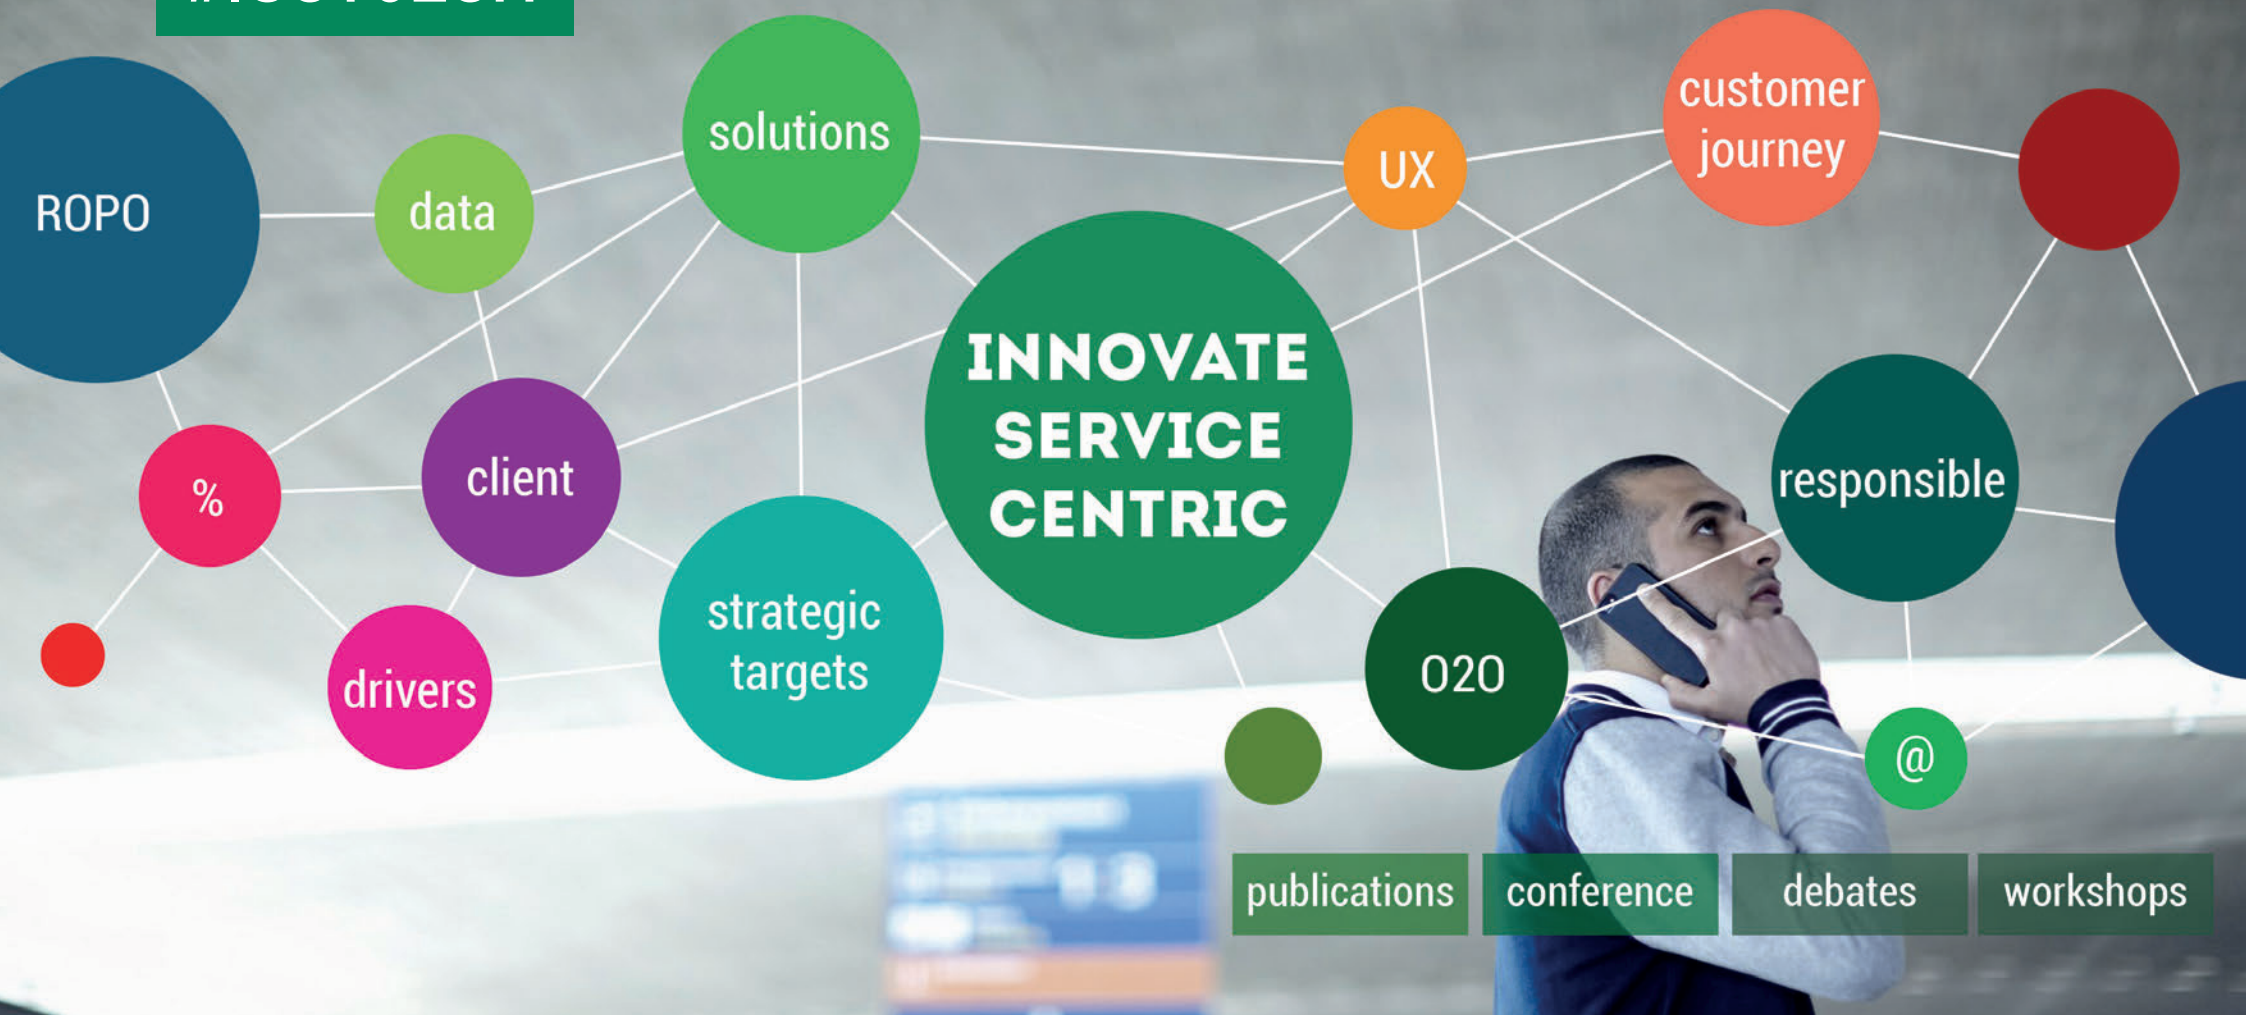 customer
journey
solutions
UX
ROPO
data
INNOVATE
SERVICE
CENTRIC
client
responsible
%
strategic
targets
drivers
O2O
@
publications
conference
debates
workshops